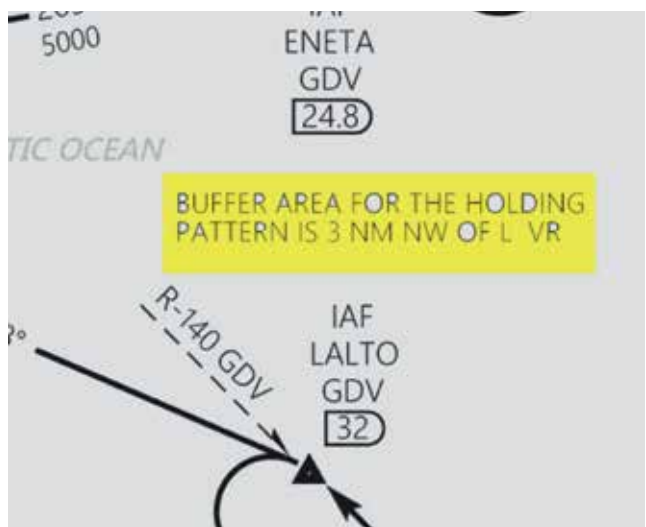 5000
ENETA
GDV
24.8
TIC OCEAN
BUFFER AREA FOR THE HOLDING
PATTERN IS 3 NM NW OF L VR
R-140 GDV
IAF
LALTO
GDV
32